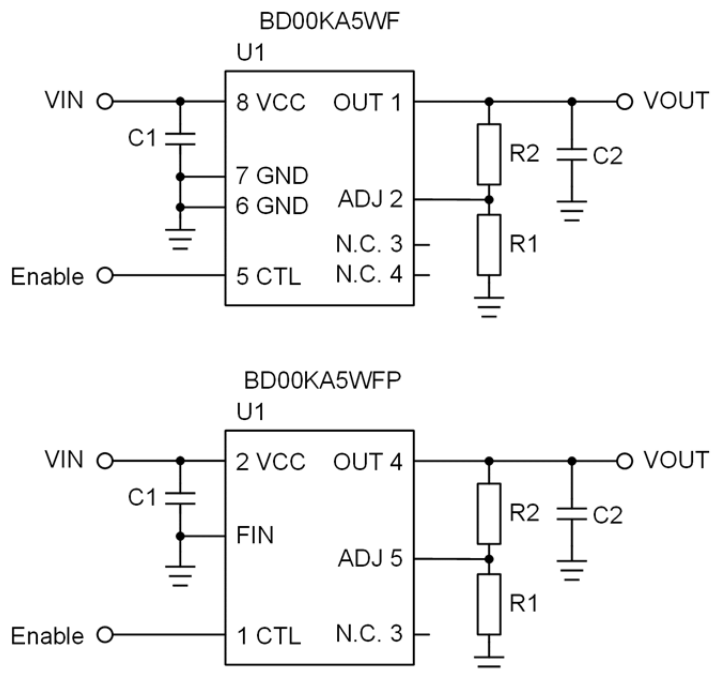 BD00KA5WF
U1
VIN
8 VCC
OUT 1
VOUT
C1
R2
C2
7 GND
6 GND
ADJ 2
N.C. 3
R1
Enable
5 CTL
N.C. 4
BD00KA5WFP
U1
VIN
2 VCC
OUT 4
VOUT
C1
R2
C2
FIN
ADJ 5
R1
Enable
1 CTL
N.C. 3